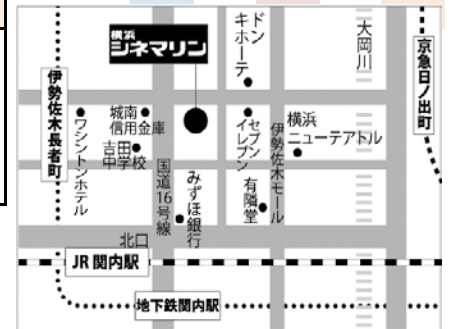 横浜
シネマリン
ドン
キホーテ
大岡川
京急日ノ出町
伊勢佐木長者町
ワシントンホテル
城南
信用金庫
吉田
中学校
国道16号線
みずほ銀行
セブン
イレブン
有隣堂
伊勢佐木モール
横浜
ニューテアトル
北口
JR関内駅
地下鉄関内駅